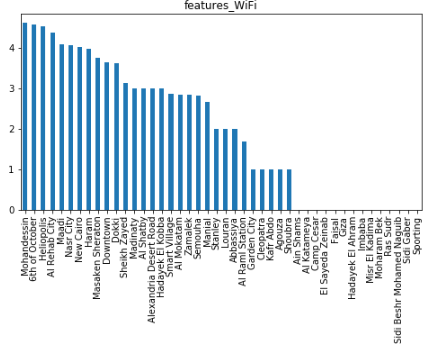 features_WiFi
4
3
2
1
0
Mohandessin
6th of October
Heliopolis
Al Rehab City
Maadi
Nasr City
New Cairo
Haram
Masaken Sheraton
Downtown
Dokki
Sheikh Zayed
Madinaty
Al Shatby
Alexandria Desert Road
Hadayek El Kobba
Smart Village
Al Mokatam
Zamalek
Semouha
Manial
Stanley
Louran
Abbassiya
Al Raml Station
Garden City
Cleopatra
Kafr Abdo
Agouza
Shoubra
Ain Shams
Al Katameya
Camp Cesar
El Sayeda Zeinab
Faisal
Giza
Hadayek El Ahram
Imbaba
Misr El Kadima
Moharam Bek
Ras Sudr
Sidi Beshr Mohamed Naguib
Sidi Gaber
Sporting